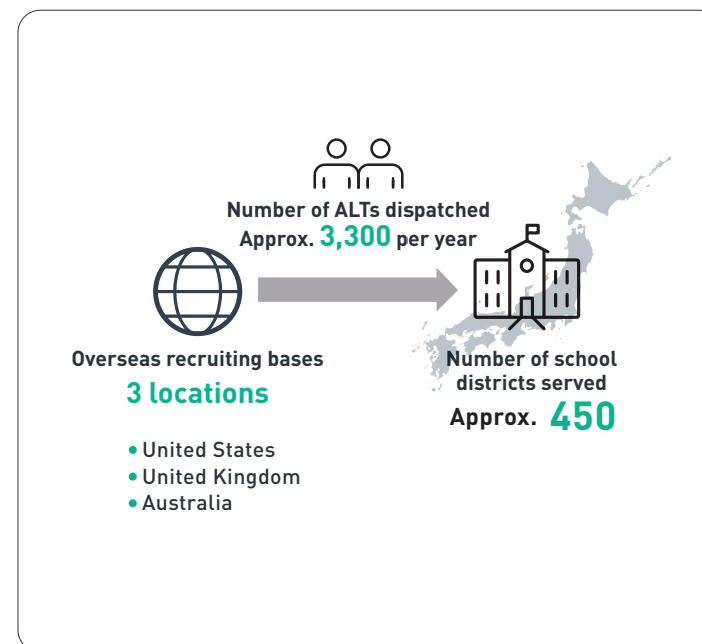 Number of ALTs dispatched
Approx. 3,300 per year
Overseas recruiting bases
3 locations
• United States
• United Kingdom
• Australia
Number of school
districts served
Approx. 450